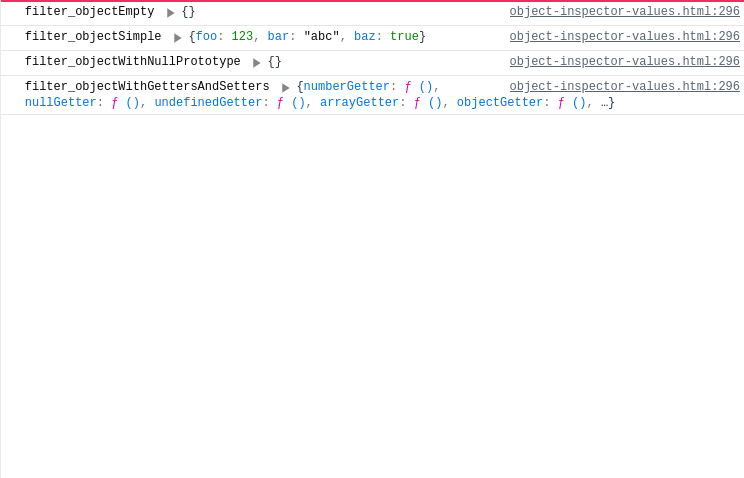 filter_objectEmpty ▶ {} object-inspector-values.html:296
filter_objectSimple ▶ {foo: 123, bar: "abc", baz: true} object-inspector-values.html:296
filter_objectWithNullPrototype ▶ {} object-inspector-values.html:296
filter_objectWithGettersAndSetters ▶ {numberGetter: ƒ (), object-inspector-values.html:296
nullGetter: ƒ (), undefinedGetter: ƒ (), arrayGetter: ƒ (), objectGetter: ƒ (), …}